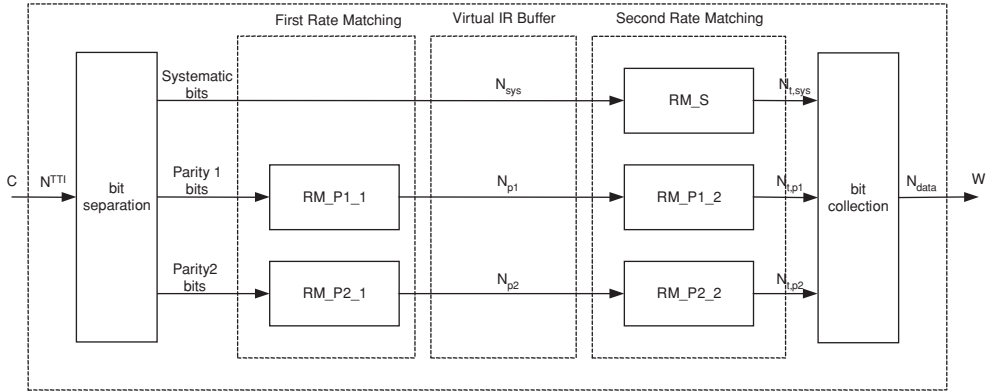 First Rate Matching
Virtual IR Buffer
Second Rate Matching
Systematic
bits
N_sys
RM_S
N_t,sys
C
N^TTI
bit
separation
Parity 1
bits
RM_P1_1
N_p1
RM_P1_2
N_t,p1
bit
collection
N_data
W
Parity2
bits
RM_P2_1
N_p2
RM_P2_2
N_t,p2